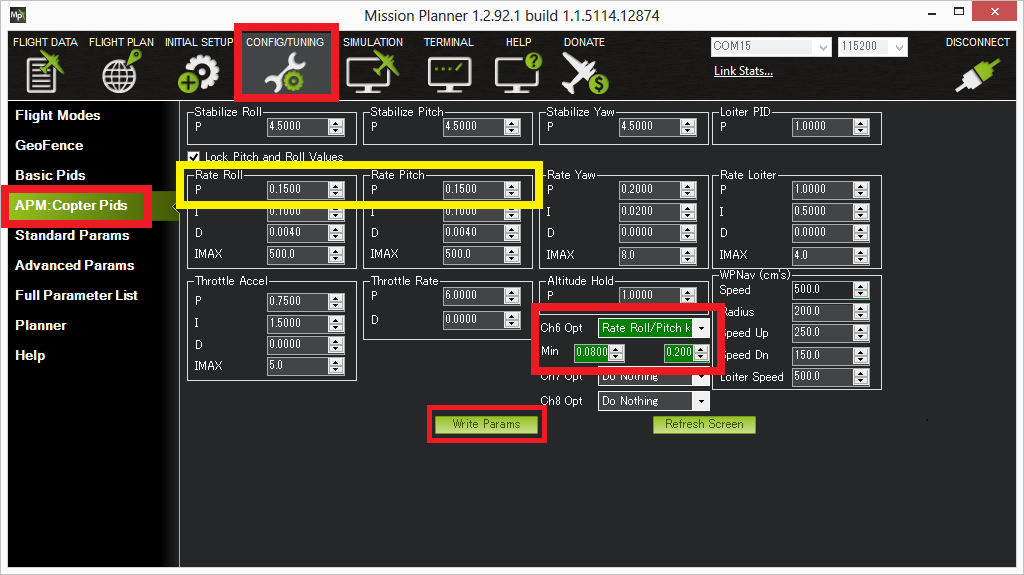 Mp
Mission Planner 1.2.92.1 build 1.1.5114.12874
FLIGHT DATA FLIGHT PLAN INITIAL SETUP CONFIG/TUNING SIMULATION TERMINAL HELP DONATE COM15 115200 DISCONNECT
Link Stats...
Flight Modes
GeoFence
Basic Pids
APM:Copter Pids
Standard Params
Advanced Params
Full Parameter List
Planner
Help
Stabilize Roll
P 4.5000
Stabilize Pitch
P 4.5000
Stabilize Yaw
P 4.5000
Loiter PID
P 1.0000
Lock Pitch and Roll Values
Rate Roll
P 0.1500
I 0.1000
D 0.0040
IMAX 500.0
Rate Pitch
P 0.1500
I 0.1000
D 0.0040
IMAX 500.0
Rate Yaw
P 0.2000
I 0.0200
D 0.0000
IMAX 8.0
Rate Loiter
P 1.0000
I 0.5000
D 0.0000
IMAX 4.0
Throttle Accel
P 0.7500
I 1.5000
D 0.0000
IMAX 5.0
Throttle Rate
P 6.0000
D 0.0000
Altitude Hold
P 1.0000
WPNav (cm's)
Speed 500.0
Radius 200.0
Speed Up 250.0
Speed Dn 150.0
Loiter Speed 500.0
Ch6 Opt Rate Roll/Pitch k
Min 0.0800 0.200
Ch7 Opt Do Nothing
Ch8 Opt Do Nothing
Write Params Refresh Screen